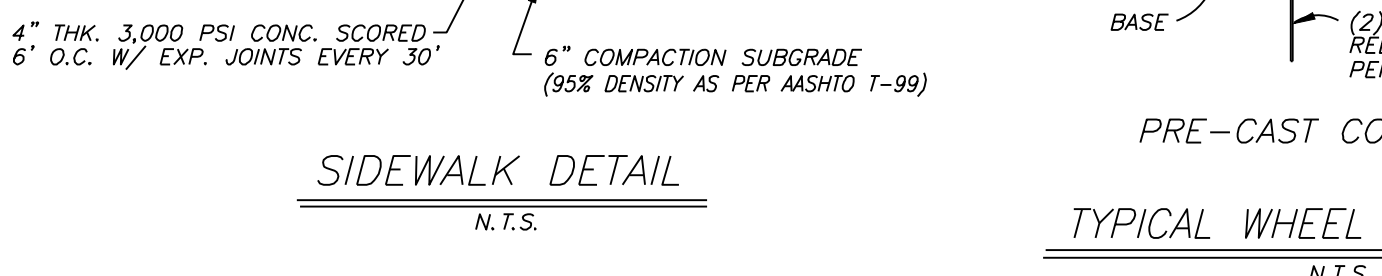 4" THK. 3,000 PSI CONC. SCORED
6' O.C. W/ EXP. JOINTS EVERY 30'
6" COMPACTION SUBGRADE
(95% DENSITY AS PER AASHTO T-99)
SIDEWALK DETAIL
N.T.S.
BASE
(2)
PRE-CAST
TYPICAL WHEEL
N.T.S.